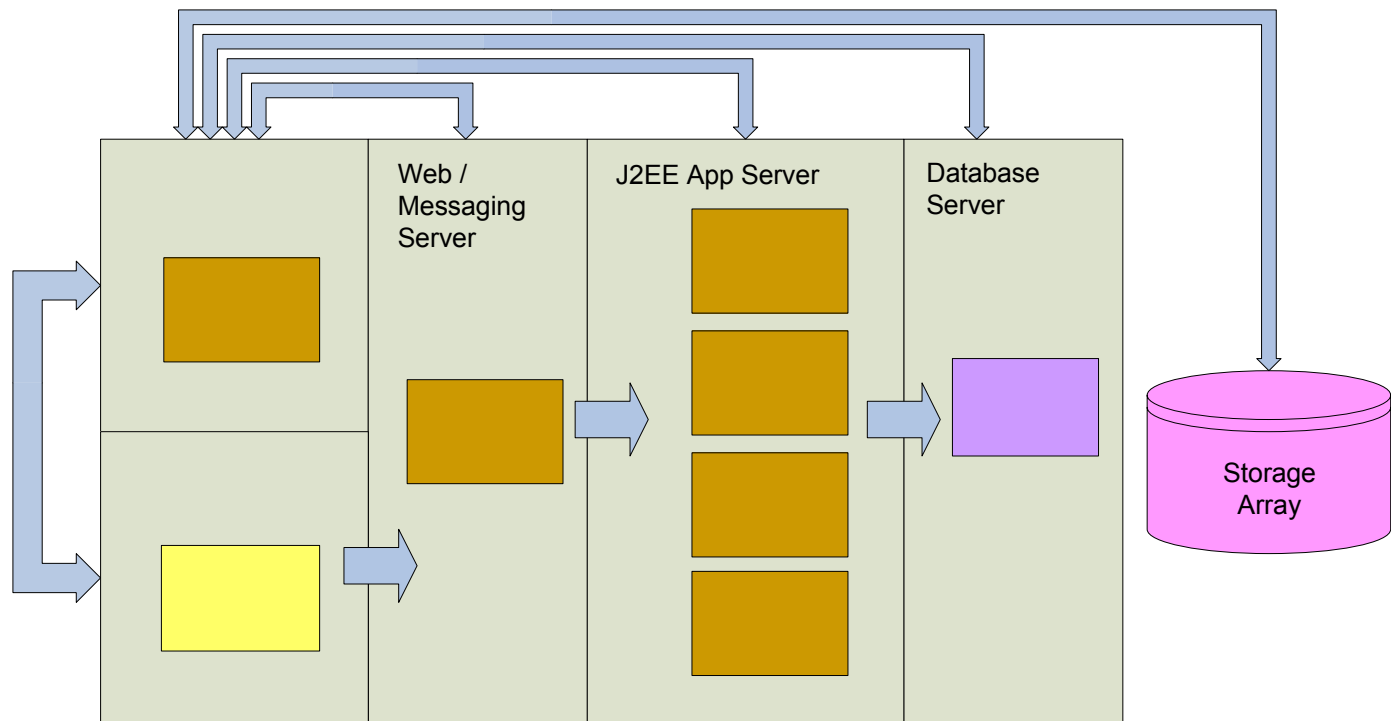 Web /
Messaging
Server
J2EE App Server
Database
Server
Storage
Array